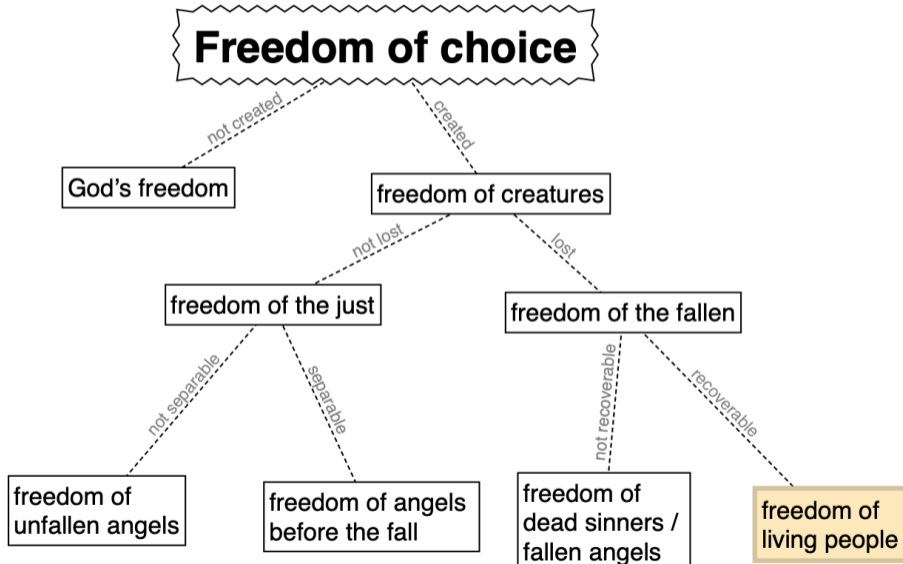 Freedom of choice
not created
created
God's freedom
freedom of creatures
not lost
lost
freedom of the just
freedom of the fallen
not separable
separable
not recoverable
recoverable
freedom of
unfallen angels
freedom of angels
before the fall
freedom of
dead sinners /
fallen angels
freedom of
living people